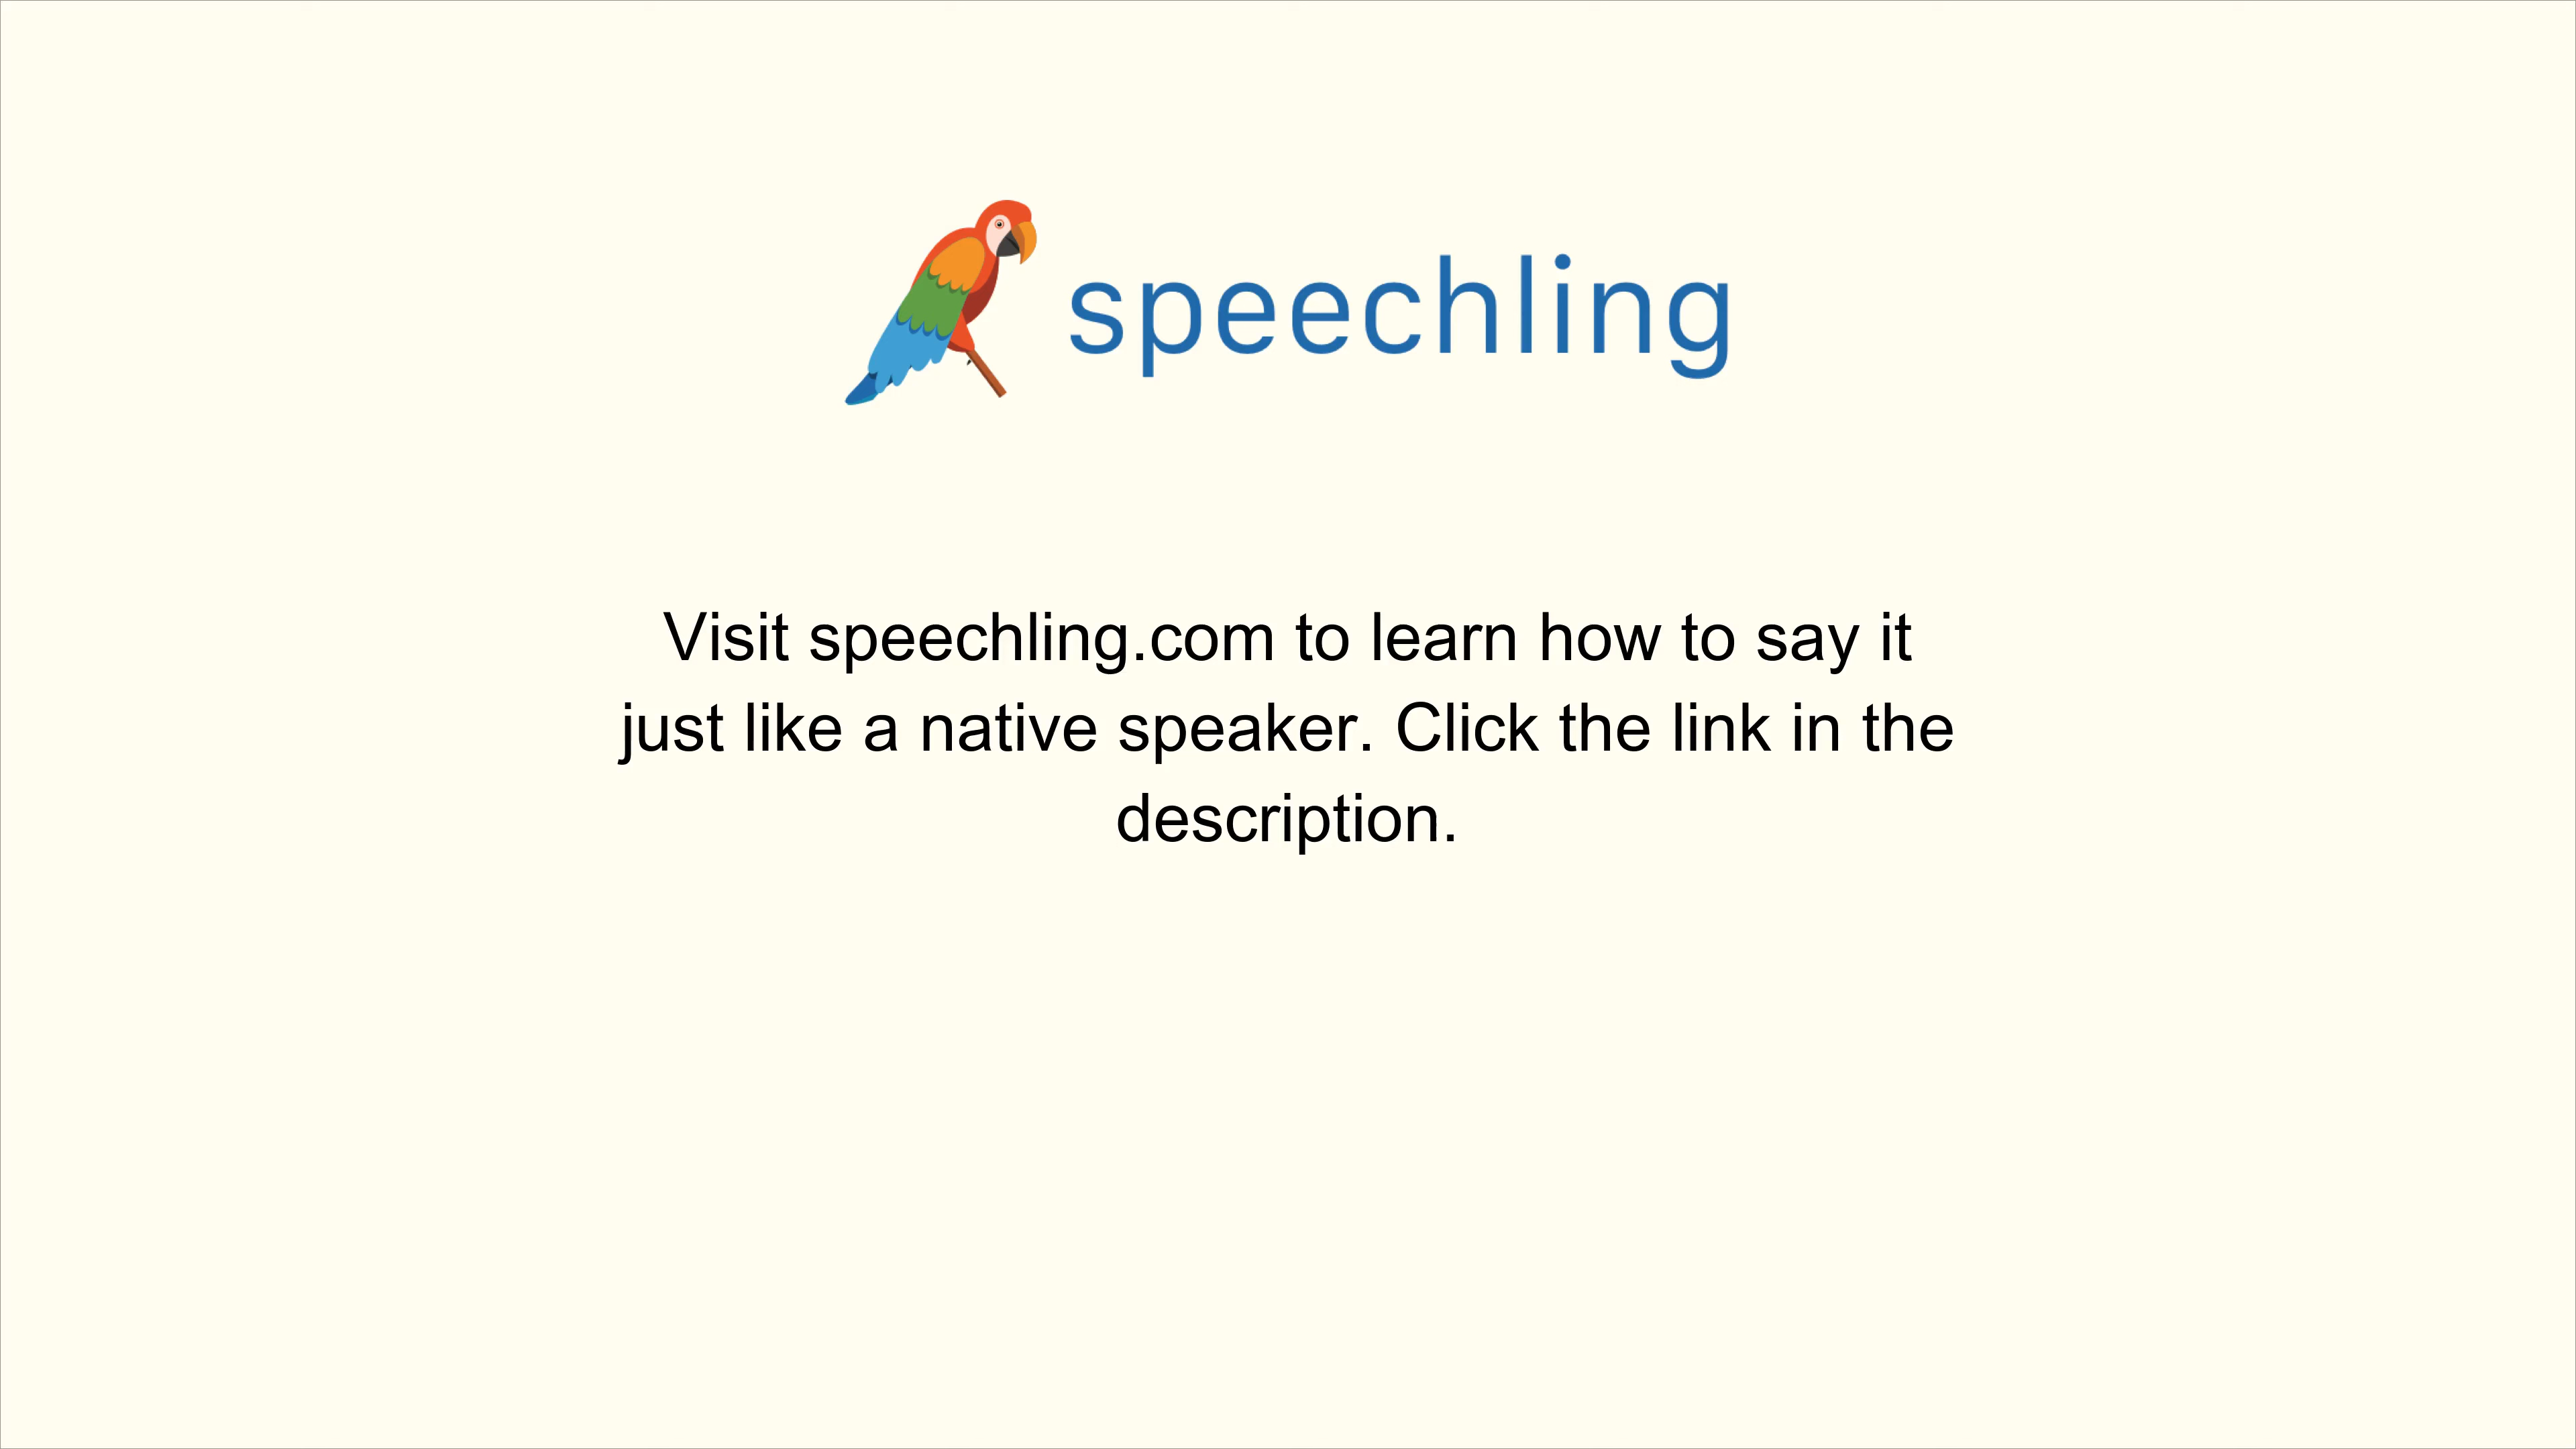 speechling
Visit speechling.com to learn how to say it
just like a native speaker. Click the link in the
description.